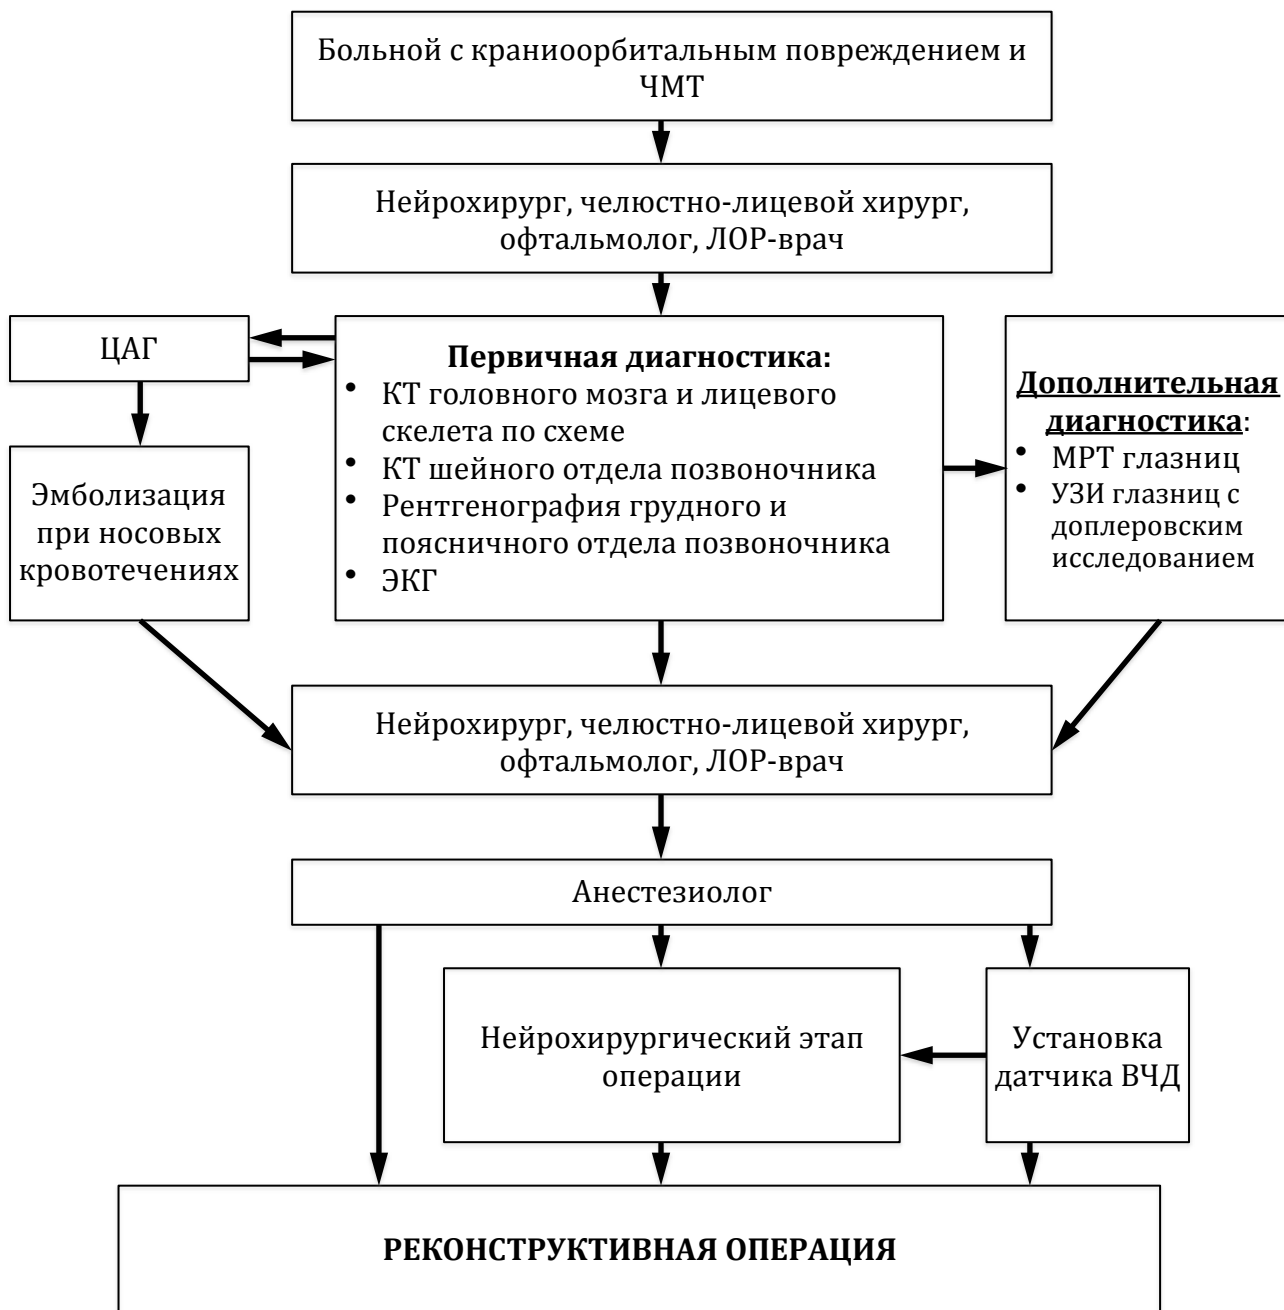 Больной с краниоорбитальным повреждением и
ЧМТ
Нейрохирург, челюстно-лицевой хирург,
офтальмолог, ЛОР-врач
ЦАГ
Эмболизация
при носовых
кровотечениях
Первичная диагностика:
• КТ головного мозга и лицевого
скелета по схеме
• КТ шейного отдела позвоночника
• Рентгенография грудного и
поясничного отдела позвоночника
• ЭКГ
Дополнительная
диагностика:
• МРТ глазниц
• УЗИ глазниц с
доплеровским
исследованием
Нейрохирург, челюстно-лицевой хирург,
офтальмолог, ЛОР-врач
Анестезиолог
Нейрохирургический этап
операции
Установка
датчика ВЧД
РЕКОНСТРУКТИВНАЯ ОПЕРАЦИЯ